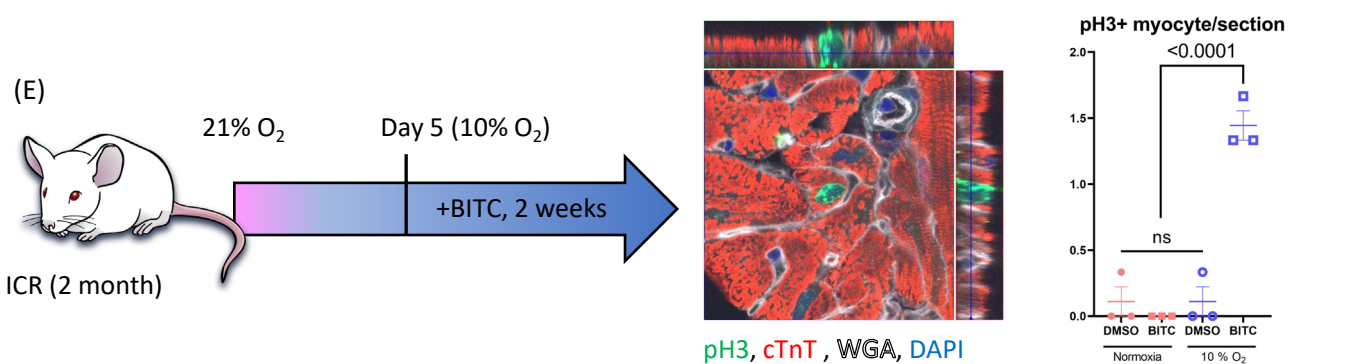 (E)
21% O₂
Day 5 (10% O₂)
+BITC, 2 weeks
ICR (2 month)
pH3, cTnT , WGA, DAPI
pH3+ myocyte/section
<0.0001
ns
2.0
1.5
1.0
0.5
0.0
DMSO BITC DMSO BITC
Normoxia 10 % O₂